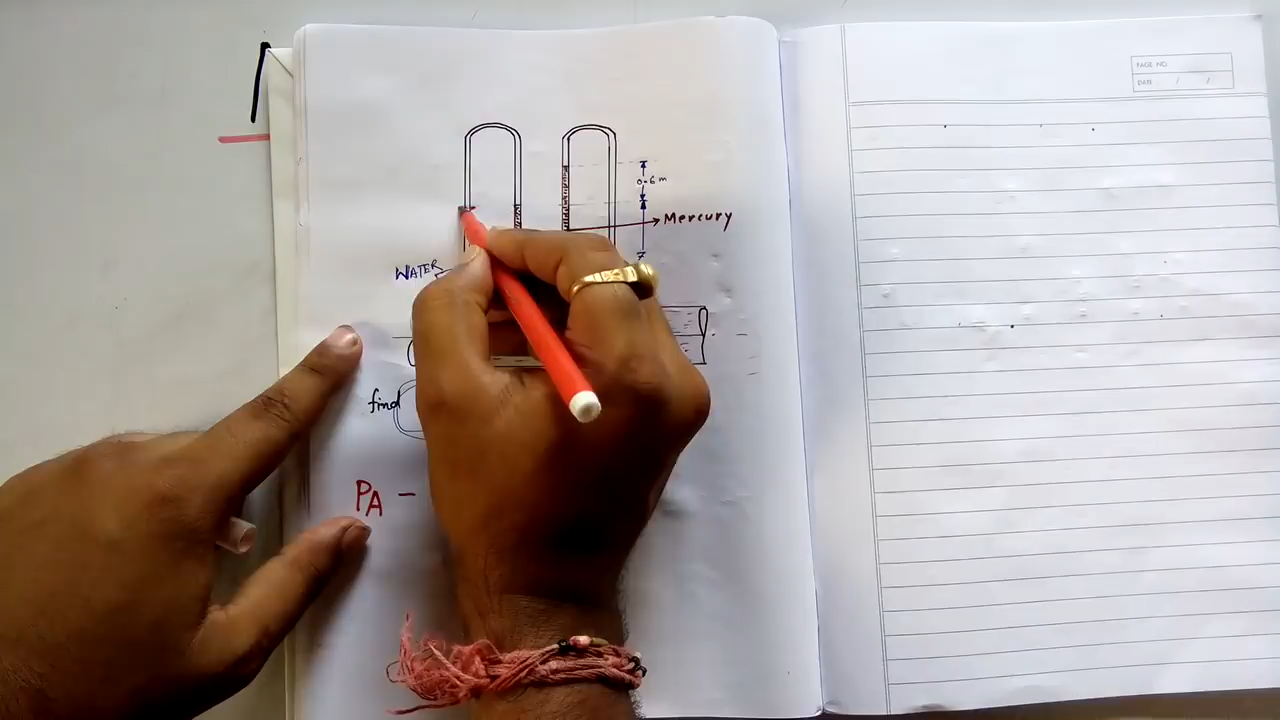 PAGE NO.
DATE / /
0.6 m
Mercury
WATER
find
PA -